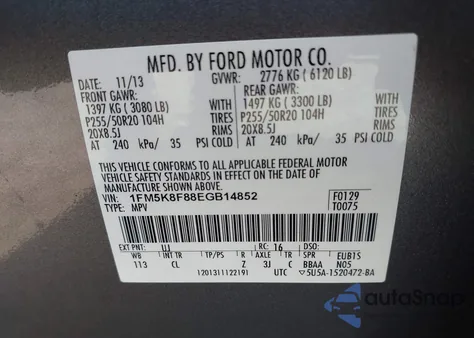 MFD. BY FORD MOTOR CO.
DATE: 11/13 GVWR: 2776 KG ( 6120 LB)
FRONT GAWR: REAR GAWR:
1397 KG ( 3080 LB) 1497 KG ( 3300 LB)
P255/50R20 104H TIRES P255/50R20 104H
20X8.5J RIMS 20X8.5J
AT 240 kPa/ 35 PSI COLD AT 240 kPa/ 35 PSI COLD
THIS VEHICLE CONFORMS TO ALL APPLICABLE FEDERAL MOTOR
VEHICLE SAFETY STANDARDS IN EFFECT ON THE DATE OF
MANUFACTURE SHOWN ABOVE.
VIN: 1FM5K8F88EGB14852 F0129
TYPE: MPV T0075
EXT PNT: UJ RC: 16 DSO:
WB INT TR TP/PS R AXLE TR SPR EUB1S
113 CL Z 3J C BBAA N05
120131112219) UTC 5U5A-1520472-BA
autoSnap